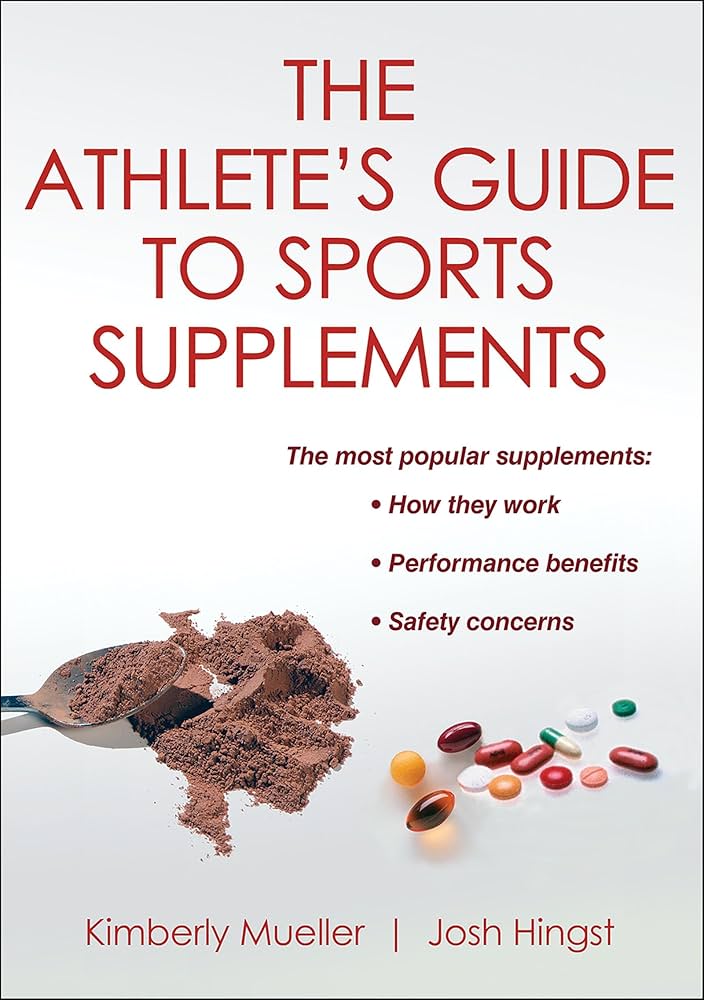 THE
ATHLETE’S GUIDE
TO SPORTS
SUPPLEMENTS
The most popular supplements:
• How they work
• Performance benefits
• Safety concerns
Kimberly Mueller | Josh Hingst